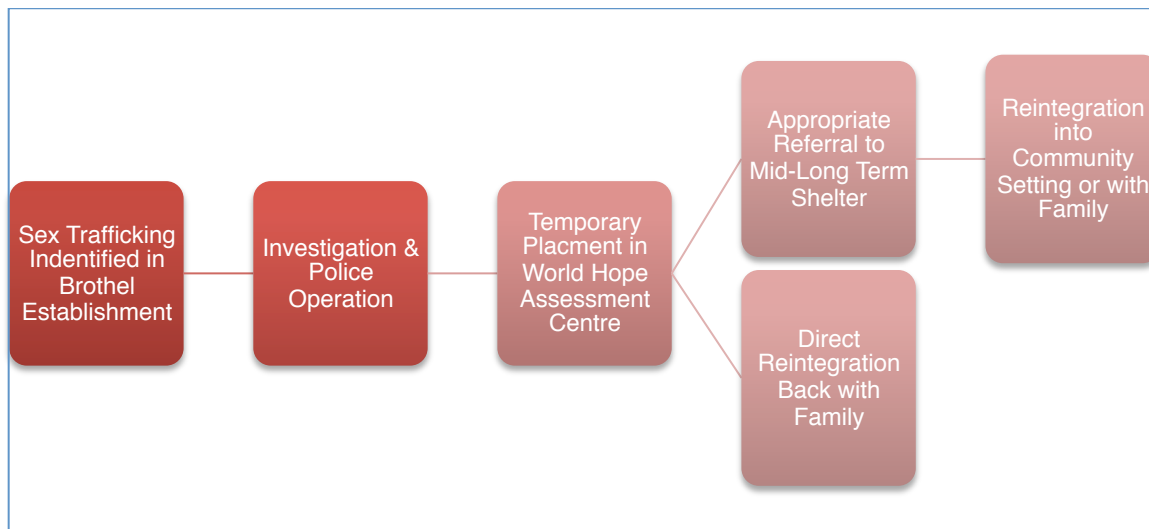 Sex Trafficking
Indentified in
Brothel
Establishment
Investigation &
Police
Operation
Temporary
Placment in
World Hope
Assessment
Centre
Appropriate
Referral to
Mid-Long Term
Shelter
Reintegration
into
Community
Setting or with
Family
Direct
Reintegration
Back with
Family